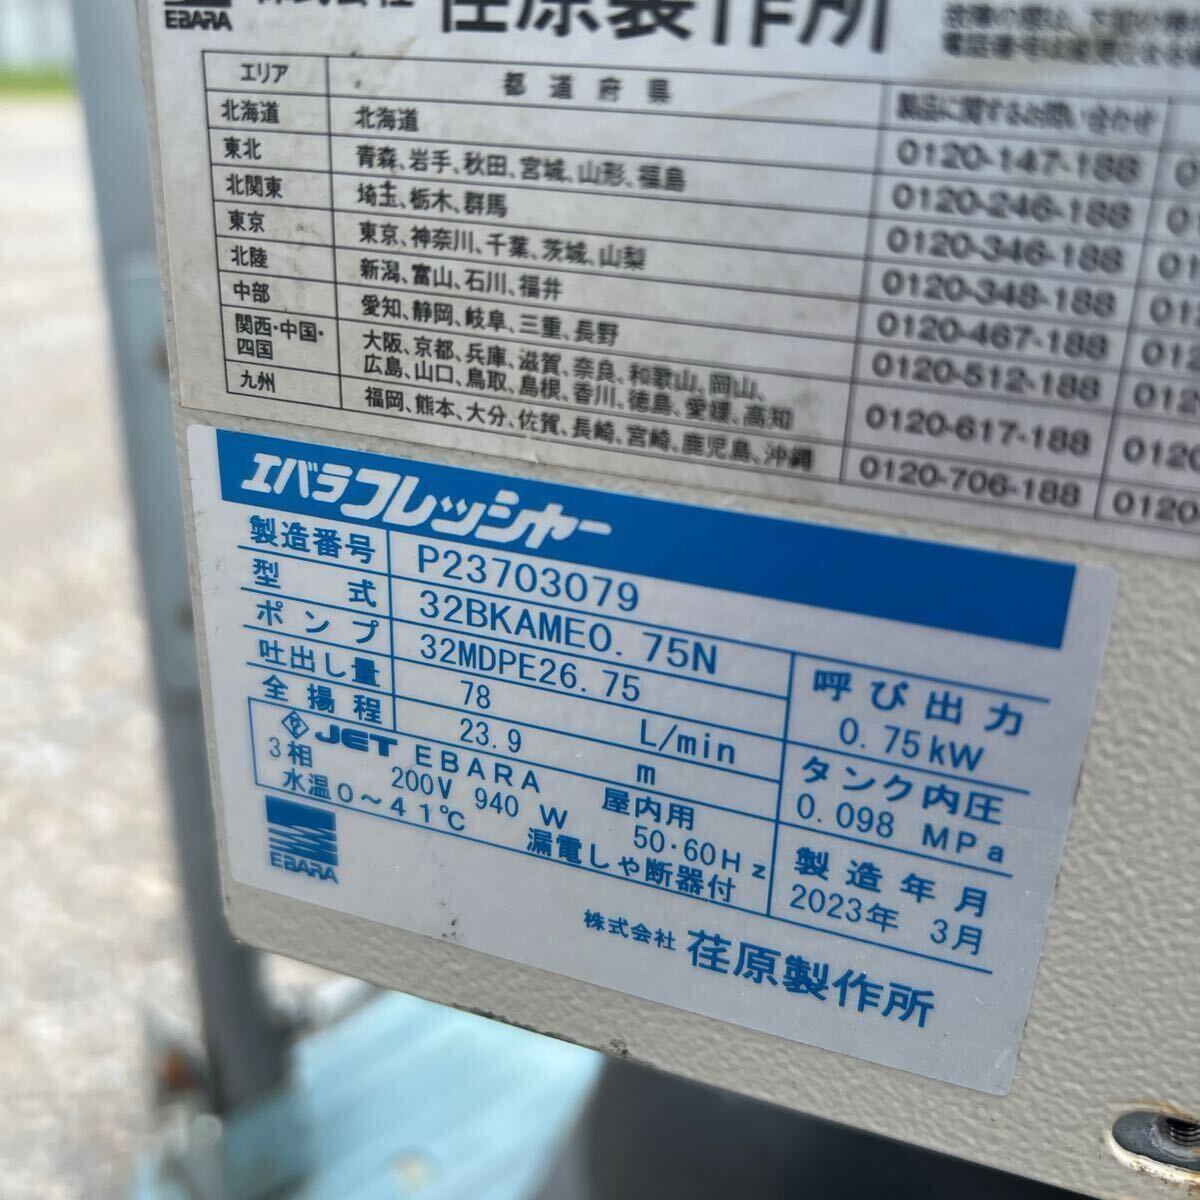 EBARA
株式会社 荏原製作所
エリア 都道府県 製品に関するお問い合わせ
北海道 北海道 0120-147-188
東北 青森、岩手、秋田、宮城、山形、福島 0120-246-188
北関東 埼玉、栃木、群馬 0120-346-188
東京 東京、神奈川、千葉、茨城、山梨 0120-348-188
北陸 新潟、富山、石川、福井 0120-467-188
中部 愛知、静岡、岐阜、三重、長野 0120-512-188
関西・中国・四国 大阪、京都、兵庫、滋賀、奈良、和歌山、岡山、
広島、山口、鳥取、島根、香川、徳島、愛媛、高知 0120-617-188
九州 福岡、熊本、大分、佐賀、長崎、宮崎、鹿児島、沖縄 0120-706-188 0120
エバラフレッシャー
製造番号 P23703079
型式 32BKAME0.75N
ポンプ 32MDPE26.75
吐出し量 78 L/min
全揚程 23.9 m
呼び出力
0.75kW
タンク内圧
0.098 MPa
製造年月
2023年 3月
JET EBARA 屋内用
3相 200V 940 W 50・60Hz
水温0～41℃ 漏電しゃ断器付
EBARA
株式会社 荏原製作所